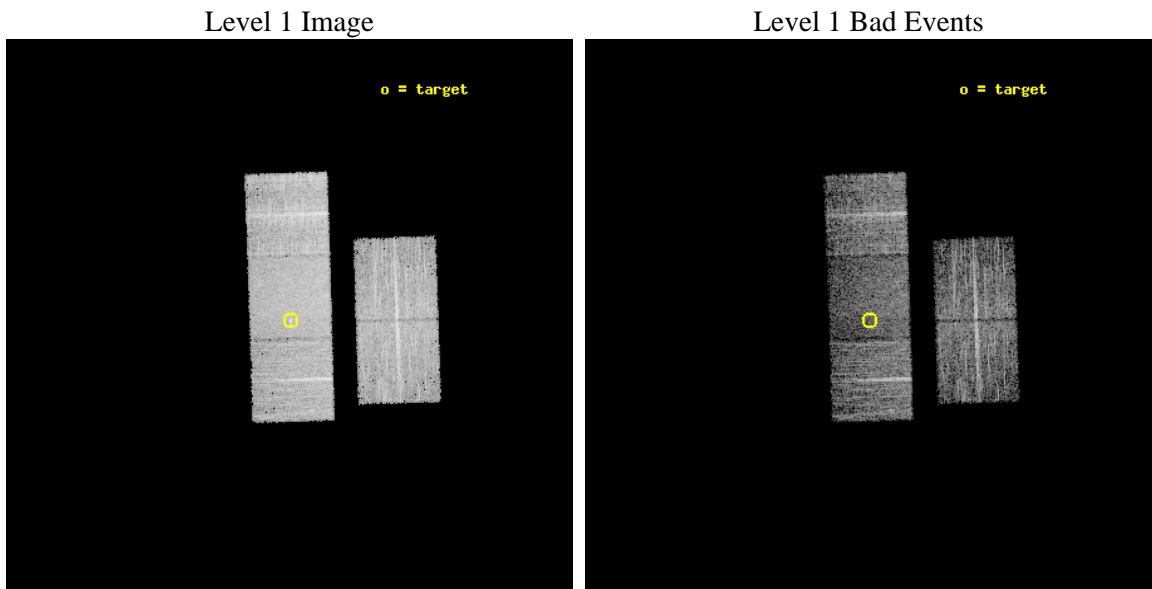 Level 1 Image
Level 1 Bad Events
o = target
o = target